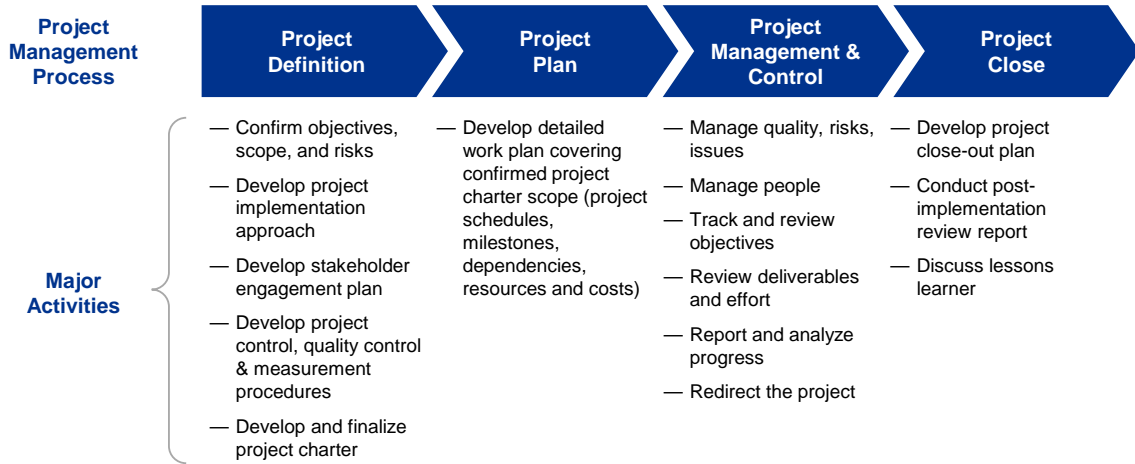 Project
Management
Process
Project
Definition
Project
Plan
Project
Management &
Control
Project
Close
Major
Activities
— Confirm objectives,
scope, and risks
— Develop project
implementation
approach
— Develop stakeholder
engagement plan
— Develop project
control, quality control
& measurement
procedures
— Develop and finalize
project charter
— Develop detailed
work plan covering
confirmed project
charter scope (project
schedules,
milestones,
dependencies,
resources and costs)
— Manage quality, risks,
issues
— Manage people
— Track and review
objectives
— Review deliverables
and effort
— Report and analyze
progress
— Redirect the project
— Develop project
close-out plan
— Conduct post-
implementation
review report
— Discuss lessons
learner